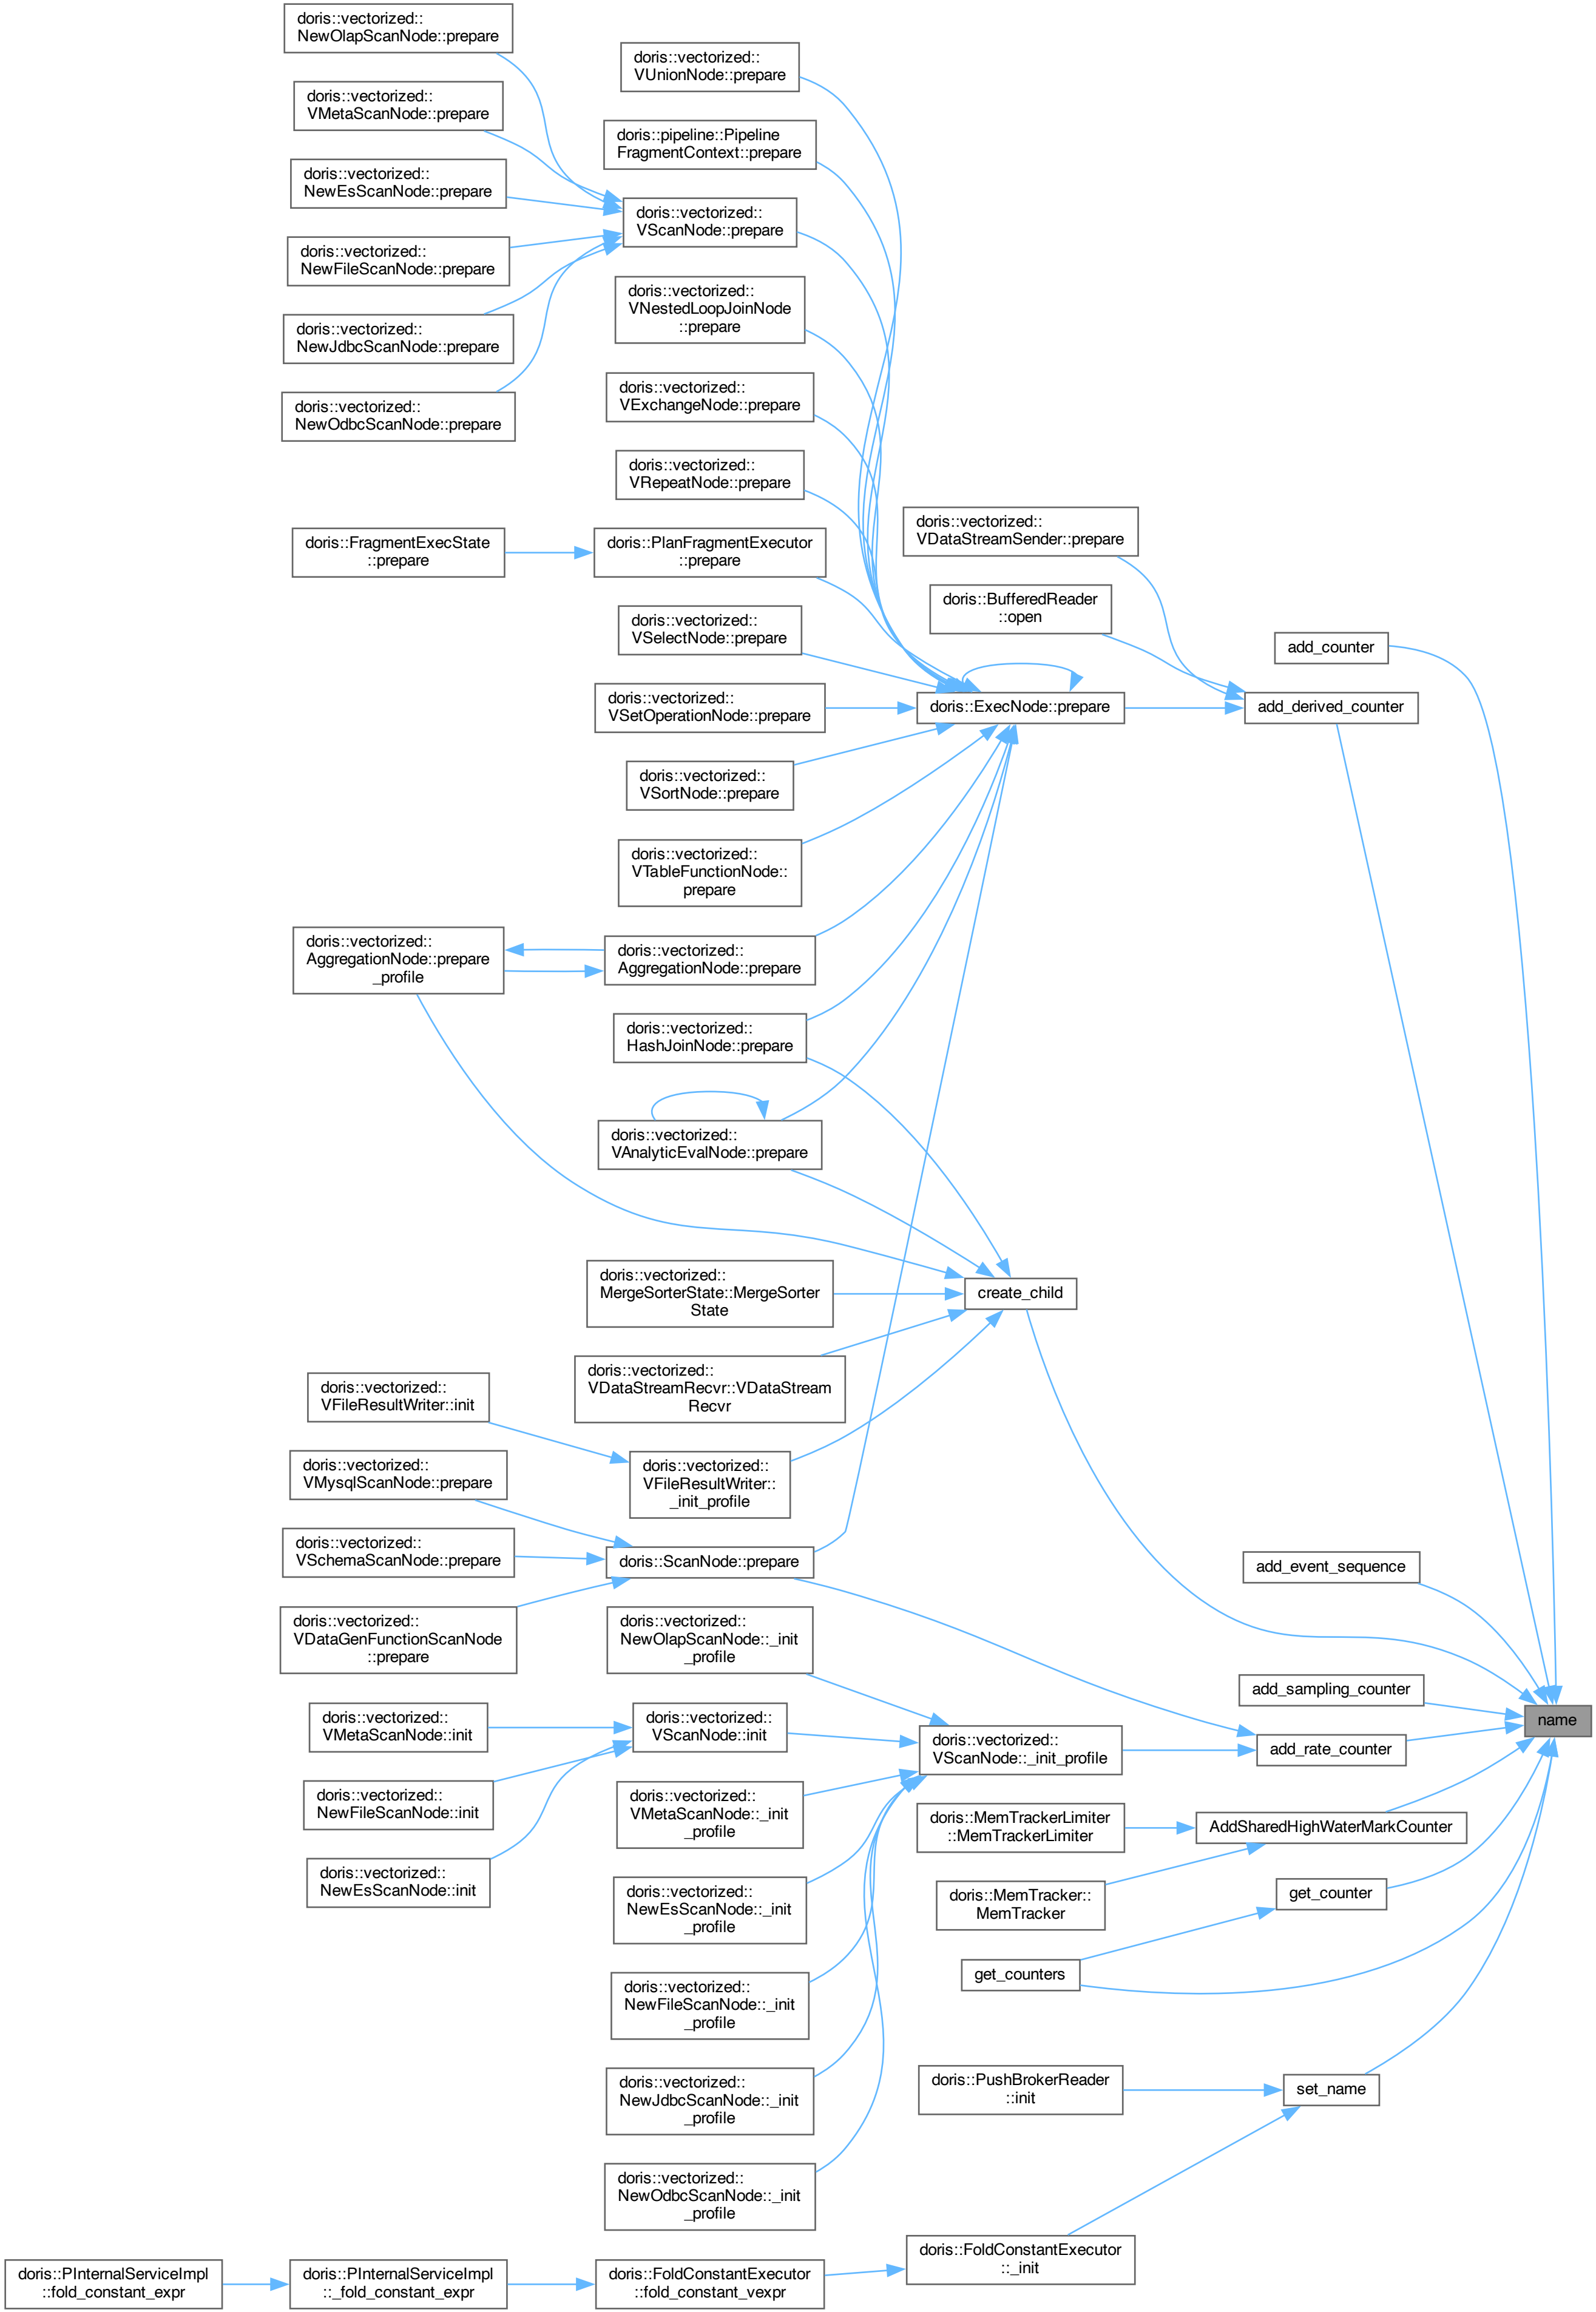 doris::vectorized::
NewOlapScanNode::prepare
doris::vectorized::
VMetaScanNode::prepare
doris::vectorized::
NewEsScanNode::prepare
doris::vectorized::
NewFileScanNode::prepare
doris::vectorized::
NewJdbcScanNode::prepare
doris::vectorized::
NewOdbcScanNode::prepare
doris::vectorized::
VUnionNode::prepare
doris::pipeline::Pipeline
FragmentContext::prepare
doris::vectorized::
VScanNode::prepare
doris::vectorized::
VNestedLoopJoinNode
::prepare
doris::vectorized::
VExchangeNode::prepare
doris::vectorized::
VRepeatNode::prepare
doris::FragmentExecState
::prepare
doris::PlanFragmentExecutor
::prepare
doris::vectorized::
VSelectNode::prepare
doris::vectorized::
VSetOperationNode::prepare
doris::vectorized::
VSortNode::prepare
doris::vectorized::
VTableFunctionNode::
prepare
doris::vectorized::
AggregationNode::prepare
_profile
doris::vectorized::
AggregationNode::prepare
doris::vectorized::
HashJoinNode::prepare
doris::vectorized::
VAnalyticEvalNode::prepare
doris::vectorized::
MergeSorterState::MergeSorter
State
doris::vectorized::
VDataStreamRecvr::VDataStream
Recvr
doris::vectorized::
VFileResultWriter::init
doris::vectorized::
VFileResultWriter::
_init_profile
doris::vectorized::
VMysqlScanNode::prepare
doris::vectorized::
VSchemaScanNode::prepare
doris::ScanNode::prepare
doris::vectorized::
VDataGenFunctionScanNode
::prepare
doris::vectorized::
NewOlapScanNode::_init
_profile
doris::vectorized::
VMetaScanNode::init
doris::vectorized::
VScanNode::init
doris::vectorized::
NewFileScanNode::init
doris::vectorized::
VMetaScanNode::_init
_profile
doris::vectorized::
NewEsScanNode::init
doris::vectorized::
NewEsScanNode::_init
_profile
doris::vectorized::
NewFileScanNode::_init
_profile
doris::vectorized::
NewJdbcScanNode::_init
_profile
doris::vectorized::
NewOdbcScanNode::_init
_profile
doris::PInternalServiceImpl
::fold_constant_expr
doris::PInternalServiceImpl
::_fold_constant_expr
doris::FoldConstantExecutor
::fold_constant_vexpr
doris::FoldConstantExecutor
::_init
doris::vectorized::
VDataStreamSender::prepare
doris::BufferedReader
::open
doris::ExecNode::prepare
create_child
doris::vectorized::
VScanNode::_init_profile
doris::MemTrackerLimiter
::MemTrackerLimiter
doris::MemTracker::
MemTracker
get_counters
doris::PushBrokerReader
::init
add_counter
add_derived_counter
add_event_sequence
add_sampling_counter
add_rate_counter
AddSharedHighWaterMarkCounter
get_counter
set_name
name